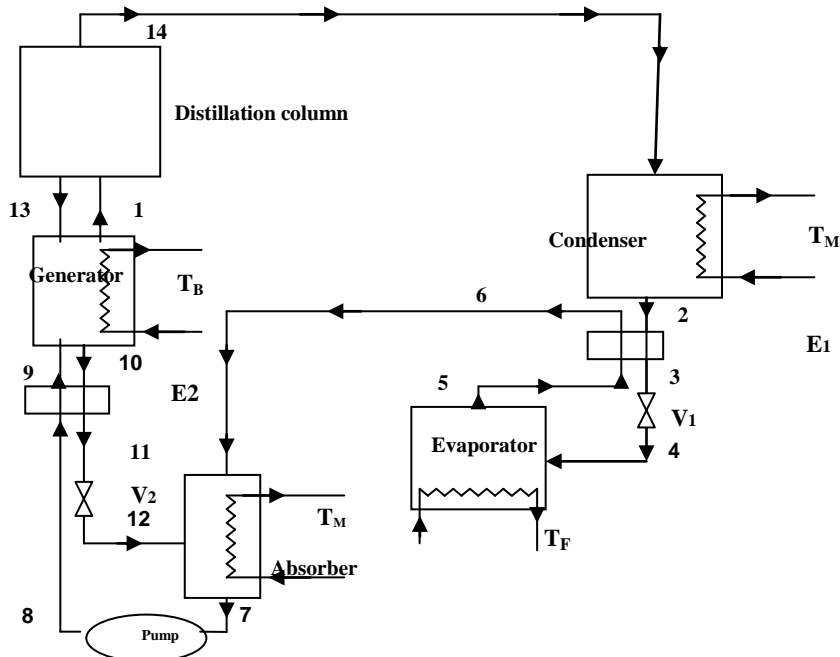 14
Distillation column
13
1
Condenser
T_M
Generator
T_B
6
2
10
E1
9
E2
5
3
V1
Evaporator
4
11
V2
12
T_M
T_F
Absorber
8
7
Pump